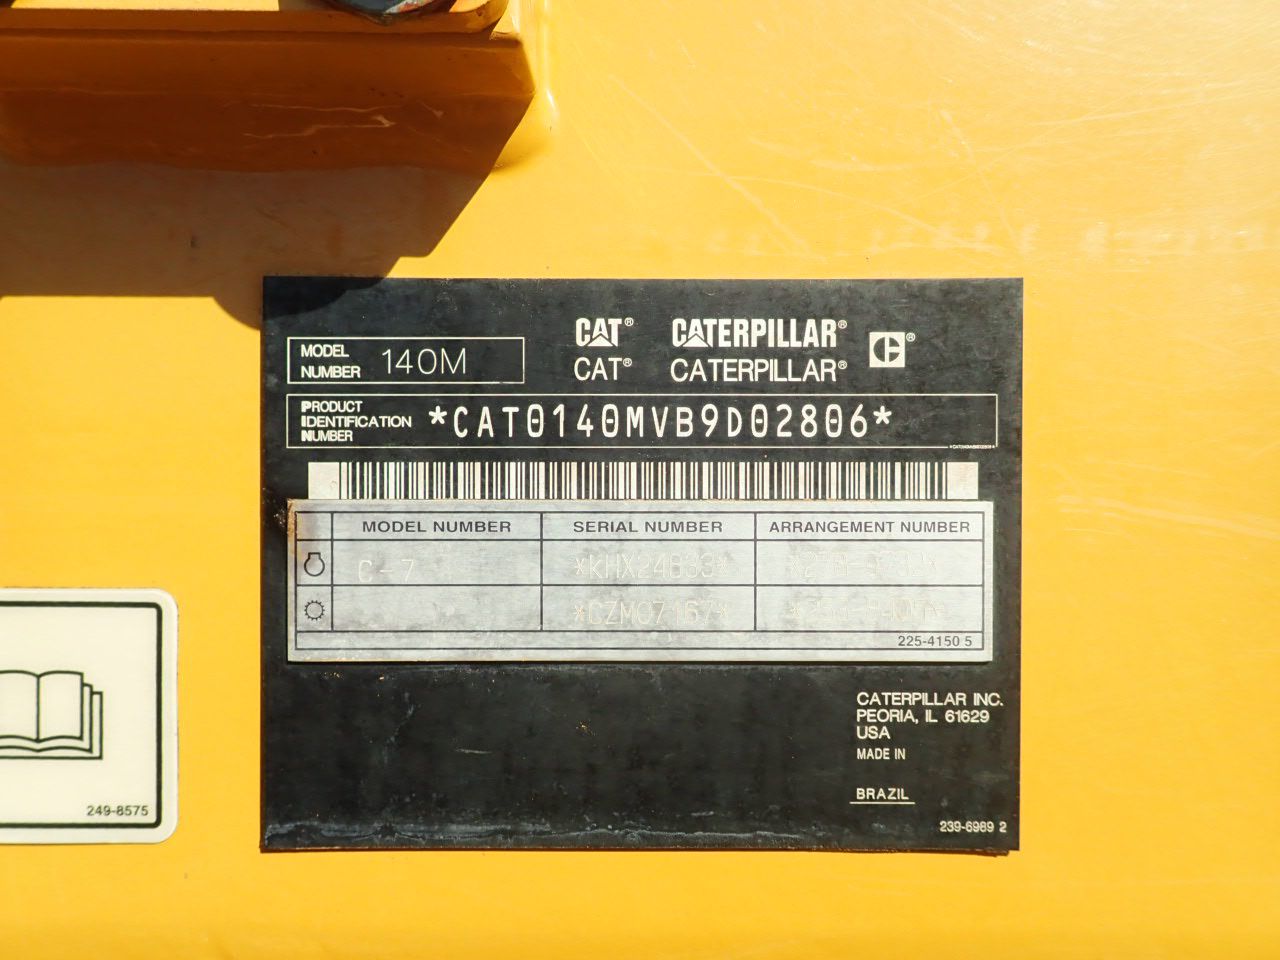 CAT® CATERPILLAR®
MODEL NUMBER 140M
CAT® CATERPILLAR®
PRODUCT IDENTIFICATION NUMBER *CAT0140MVB9D02806*
MODEL NUMBER SERIAL NUMBER ARRANGEMENT NUMBER
C-7 *KHX24633*
*CZM07167*
225-4150 5
CATERPILLAR INC.
PEORIA, IL 61629
USA
MADE IN
BRAZIL
239-6989 2
249-8575